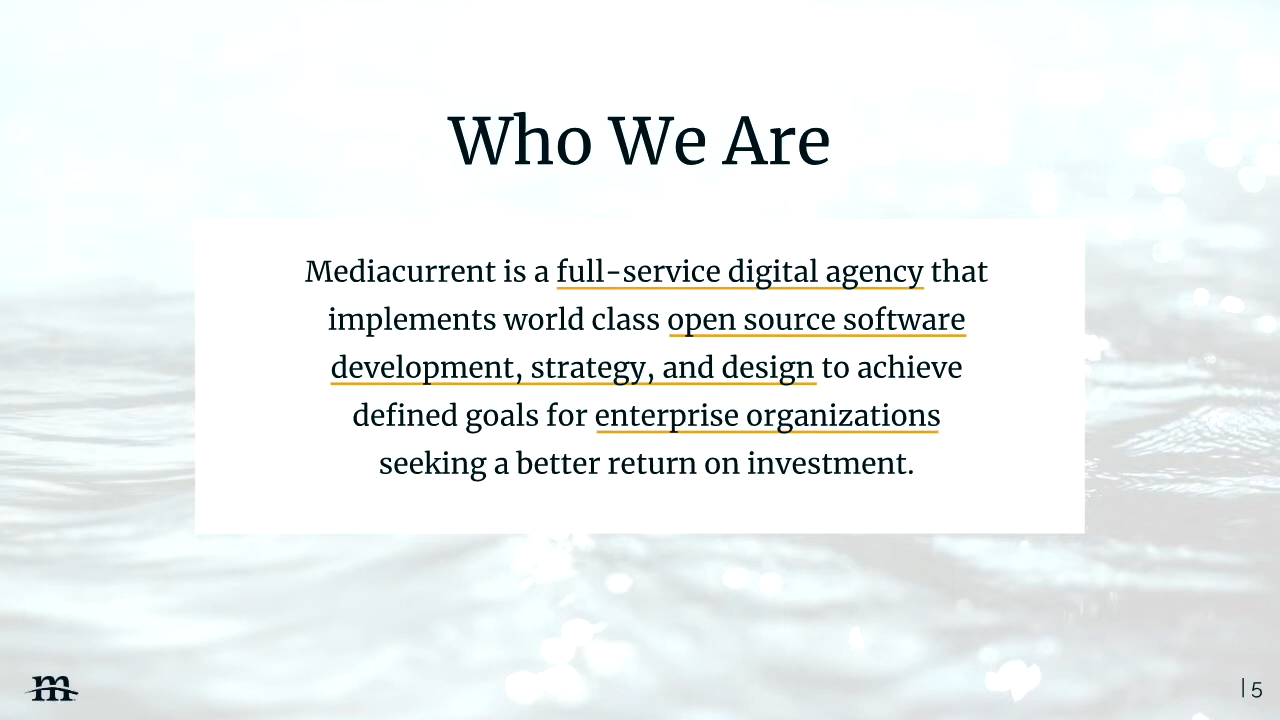 Who We Are
Mediacurrent is a full-service digital agency that
implements world class open source software
development, strategy, and design to achieve
defined goals for enterprise organizations
seeking a better return on investment.
m
| 5